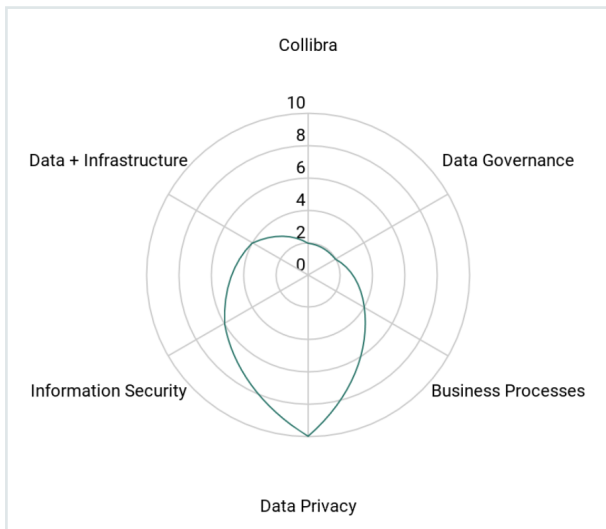 Collibra
10
8
6
4
2
0
Data + Infrastructure
Data Governance
Information Security
Business Processes
Data Privacy